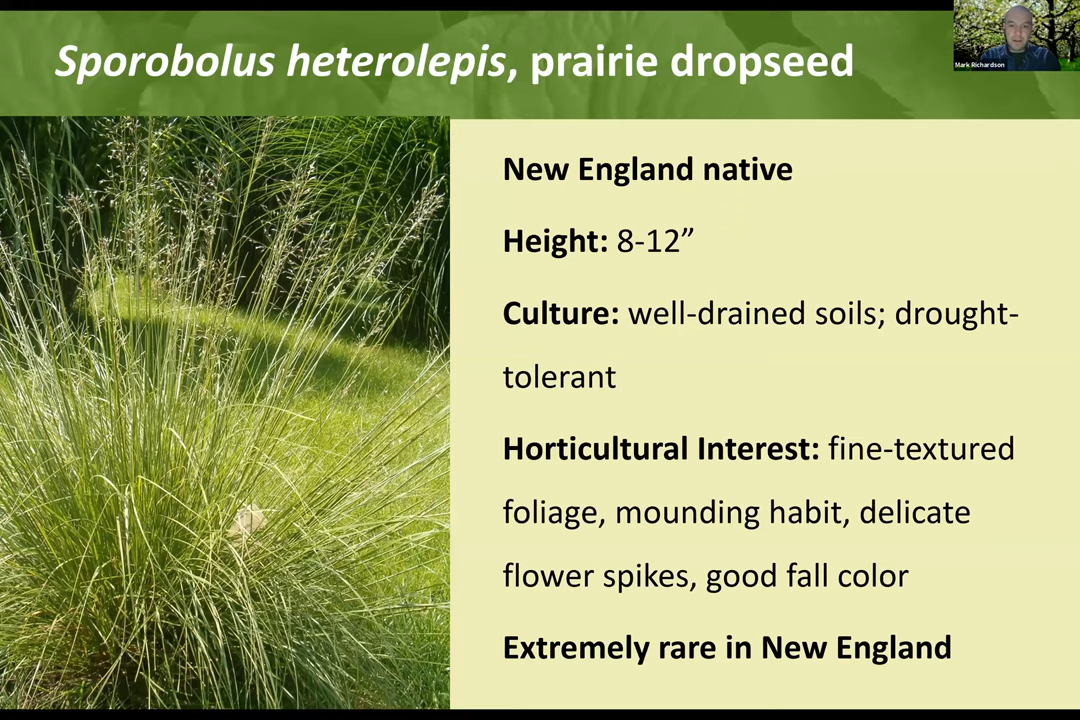 Sporobolus heterolepis, prairie dropseed
Mark Richardson
New England native
Height: 8-12”
Culture: well-drained soils; drought-
tolerant
Horticultural Interest: fine-textured
foliage, mounding habit, delicate
flower spikes, good fall color
Extremely rare in New England